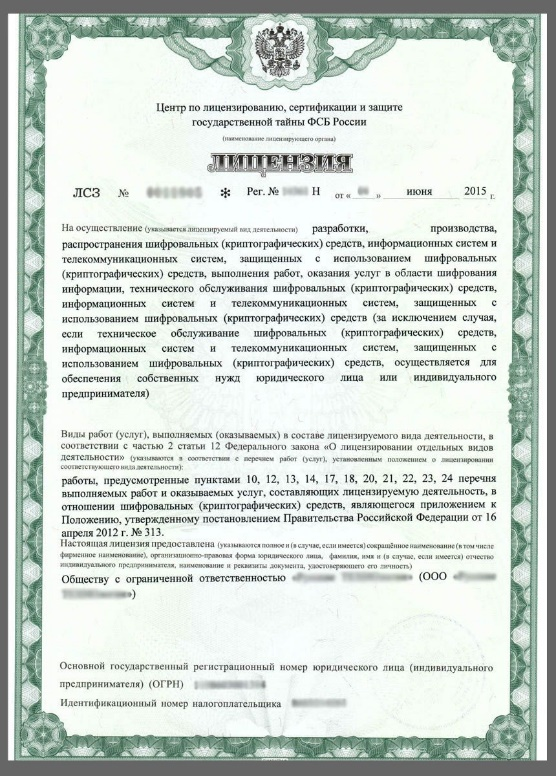 Центр по лицензированию, сертификации и защите
государственной тайны ФСБ России
(наименование лицензирующего органа)
ЛИЦЕНЗИЯ
ЛСЗ № * Рег. № Н от « » июня 2015 г.
На осуществление (указывается лицензируемый вид деятельности) разработки, производства,
распространения шифровальных (криптографических) средств, информационных систем и
телекоммуникационных систем, защищенных с использованием шифровальных
(криптографических) средств, выполнения работ, оказания услуг в области шифрования
информации, технического обслуживания шифровальных (криптографических) средств,
информационных систем и телекоммуникационных систем, защищенных с
использованием шифровальных (криптографических) средств (за исключением случая,
если техническое обслуживание шифровальных (криптографических) средств,
информационных систем и телекоммуникационных систем, защищенных с
использованием шифровальных (криптографических) средств, осуществляется для
обеспечения собственных нужд юридического лица или индивидуального
предпринимателя)
Виды работ (услуг), выполняемых (оказываемых) в составе лицензируемого вида деятельности, в
соответствии с частью 2 статьи 12 Федерального закона «О лицензировании отдельных видов
деятельности» (указываются в соответствии с перечнем работ (услуг), установленным положением о лицензировании
соответствующего вида деятельности):
работы, предусмотренные пунктами 10, 12, 13, 14, 17, 18, 20, 21, 22, 23, 24 перечня
выполняемых работ и оказываемых услуг, составляющих лицензируемую деятельность, в
отношении шифровальных (криптографических) средств, являющегося приложением к
Положению, утвержденному постановлением Правительства Российской Федерации от 16
апреля 2012 г. № 313.
Настоящая лицензия предоставлена (указываются полное и (в случае, если имеется) сокращённое наименование (в том числе
фирменное наименование), организационно-правовая форма юридического лица, фамилия, имя и (в случае, если имеется) отчество
индивидуального предпринимателя, наименование и реквизиты документа, удостоверяющего его личность)
Обществу с ограниченной ответственностью « » (ООО «
»)
Основной государственный регистрационный номер юридического лица (индивидуального
предпринимателя) (ОГРН)
Идентификационный номер налогоплательщика